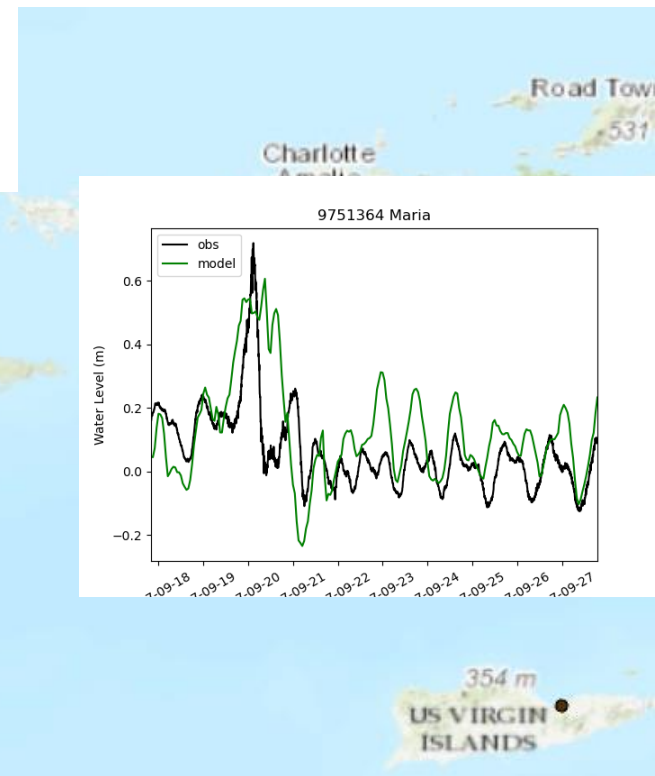 Road Town
531
Charlotte
Amalie
9751364 Maria
obs
model
0.6
0.4
0.2
0.0
−0.2
Water Level (m)
7-09-18
7-09-19
7-09-20
7-09-21
7-09-22
7-09-23
7-09-24
7-09-25
7-09-26
7-09-27
354 m
US VIRGIN
ISLANDS